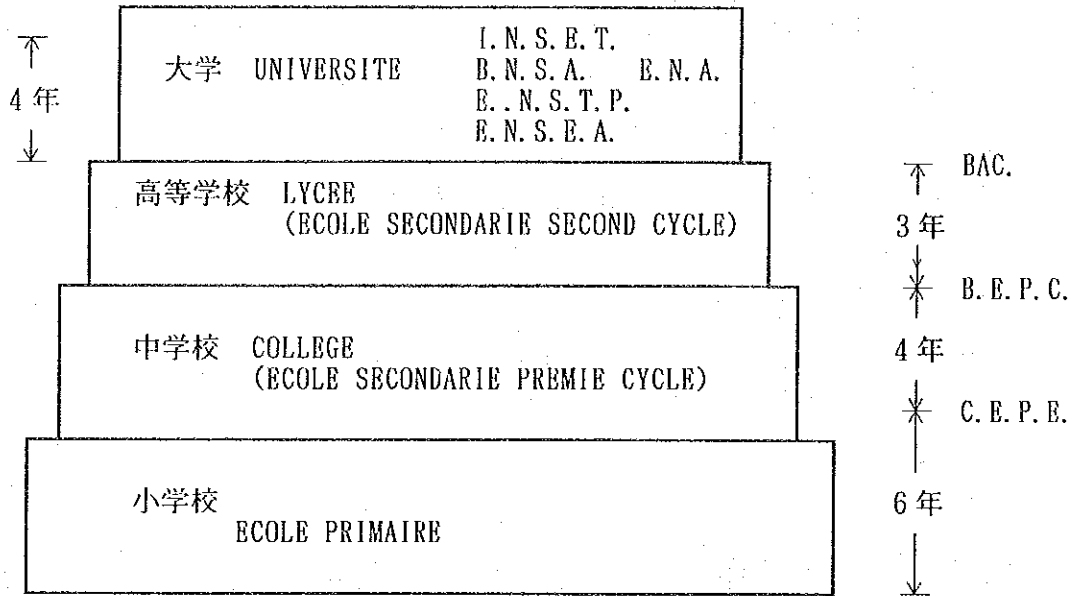 I.N.S.E.T.
大学 UNIVERSITE B.N.S.A. E.N.A.
4年
E..N.S.T.P.
E.N.S.E.A.
BAC.
高等学校 LYCEE
(ECOLE SECONDARIE SECOND CYCLE)
3年
B.E.P.C.
中学校 COLLEGE
4年
(ECOLE SECONDARIE PREMIE CYCLE)
C.E.P.E.
小学校
6年
ECOLE PRIMAIRE